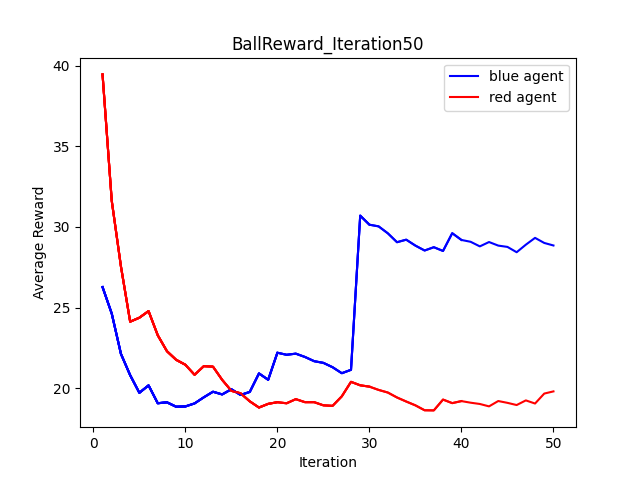 BallReward_Iteration50
blue agent
red agent
Average Reward
40
35
30
25
20
0 10 20 30 40 50
Iteration